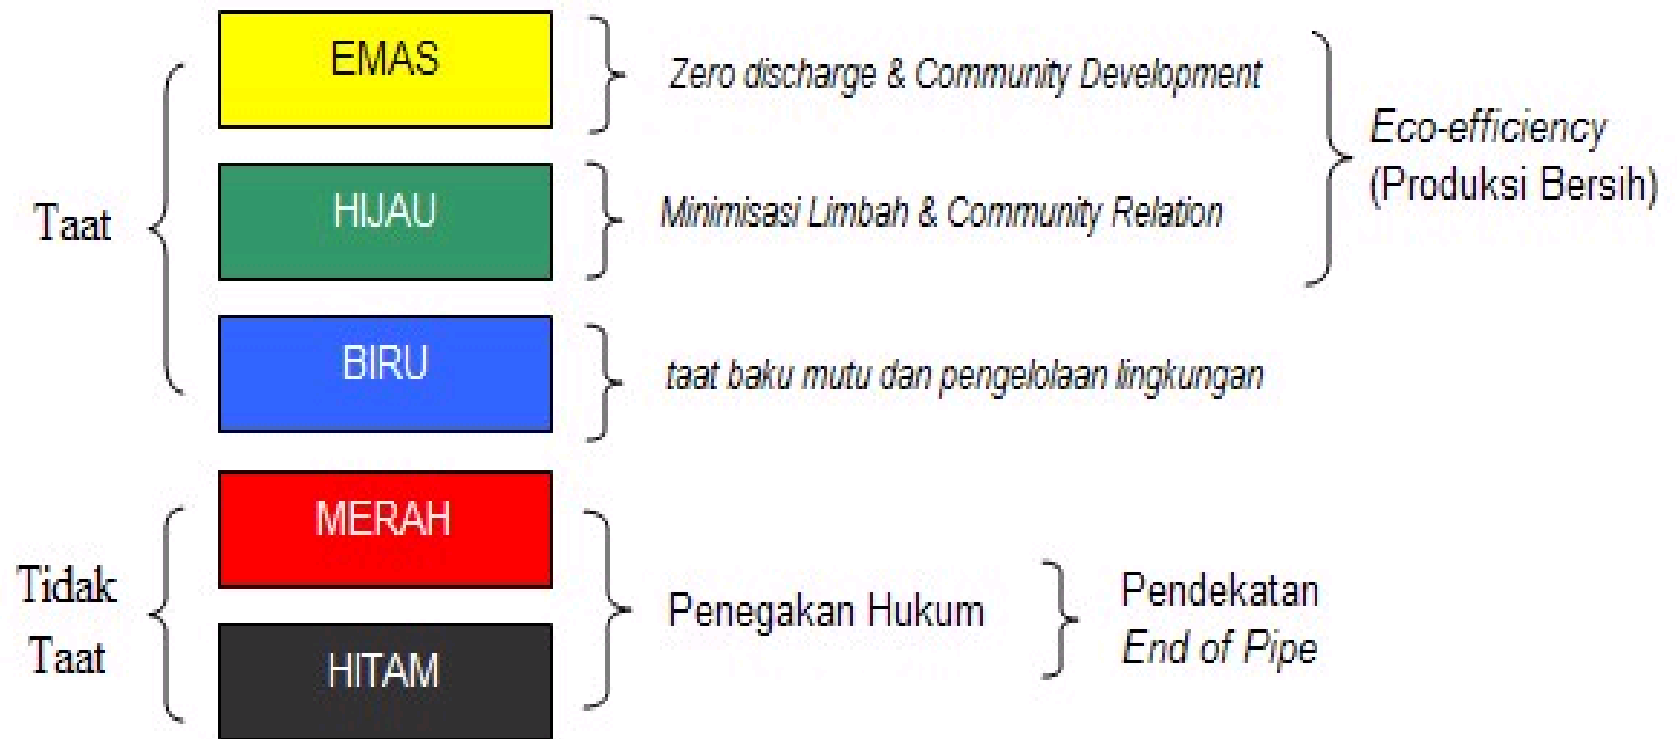 EMAS
Zero discharge & Community Development
Eco-efficiency
(Produksi Bersih)
Taat
HIJAU
Minimisasi Limbah & Community Relation
BIRU
taat baku mutu dan pengelolaan lingkungan
Tidak
Taat
MERAH
HITAM
Penegakan Hukum
Pendekatan
End of Pipe